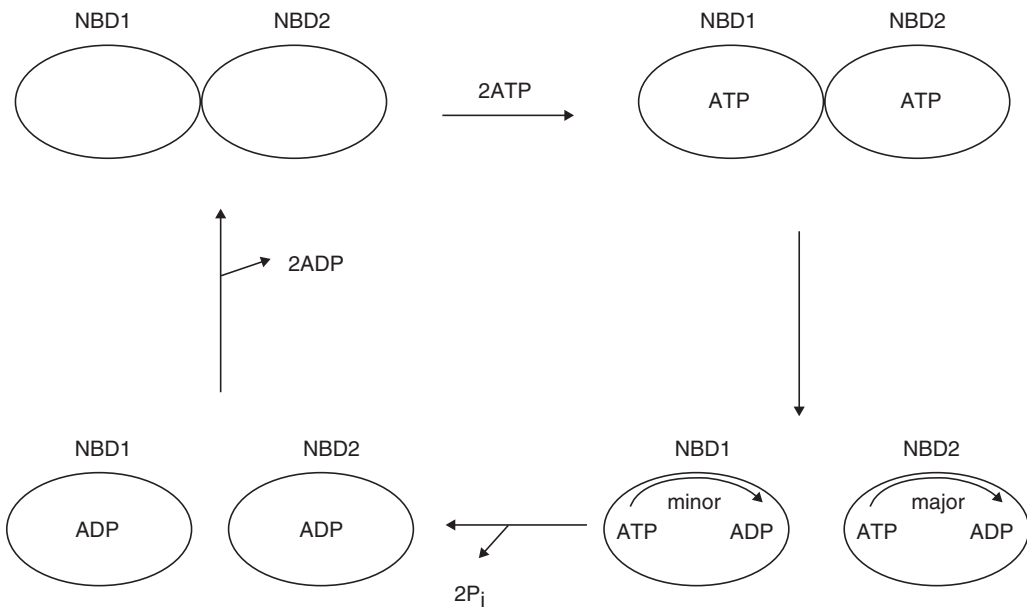 NBD1
NBD2
NBD1
NBD2
2ATP
ATP
ATP
2ADP
NBD1
NBD2
NBD1
NBD2
minor
major
ADP
ADP
ATP
ADP
ATP
ADP
2Pi